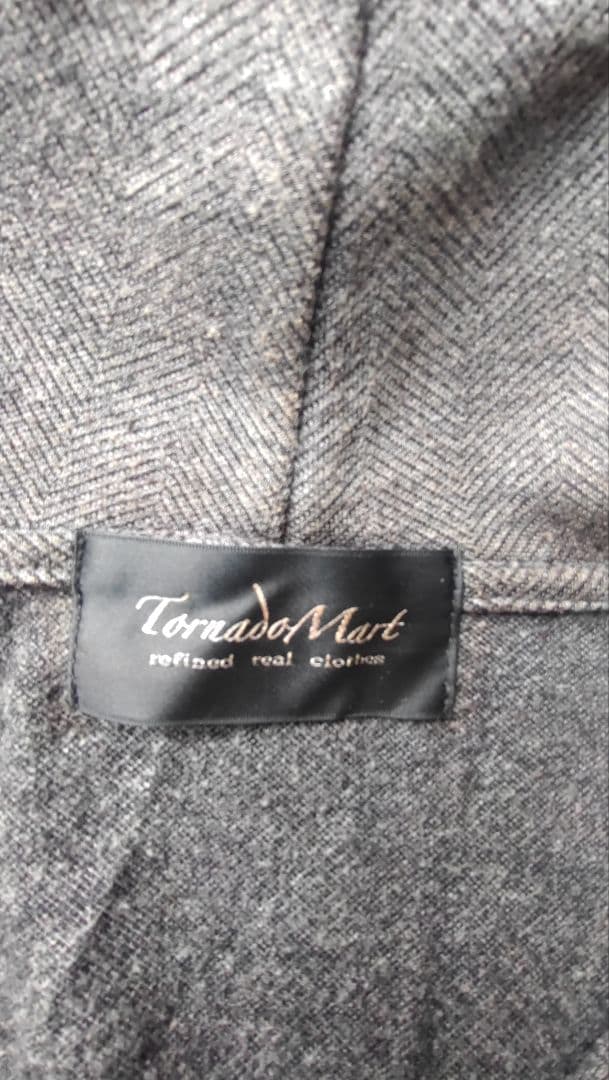 TornadoMart
refined real clothes